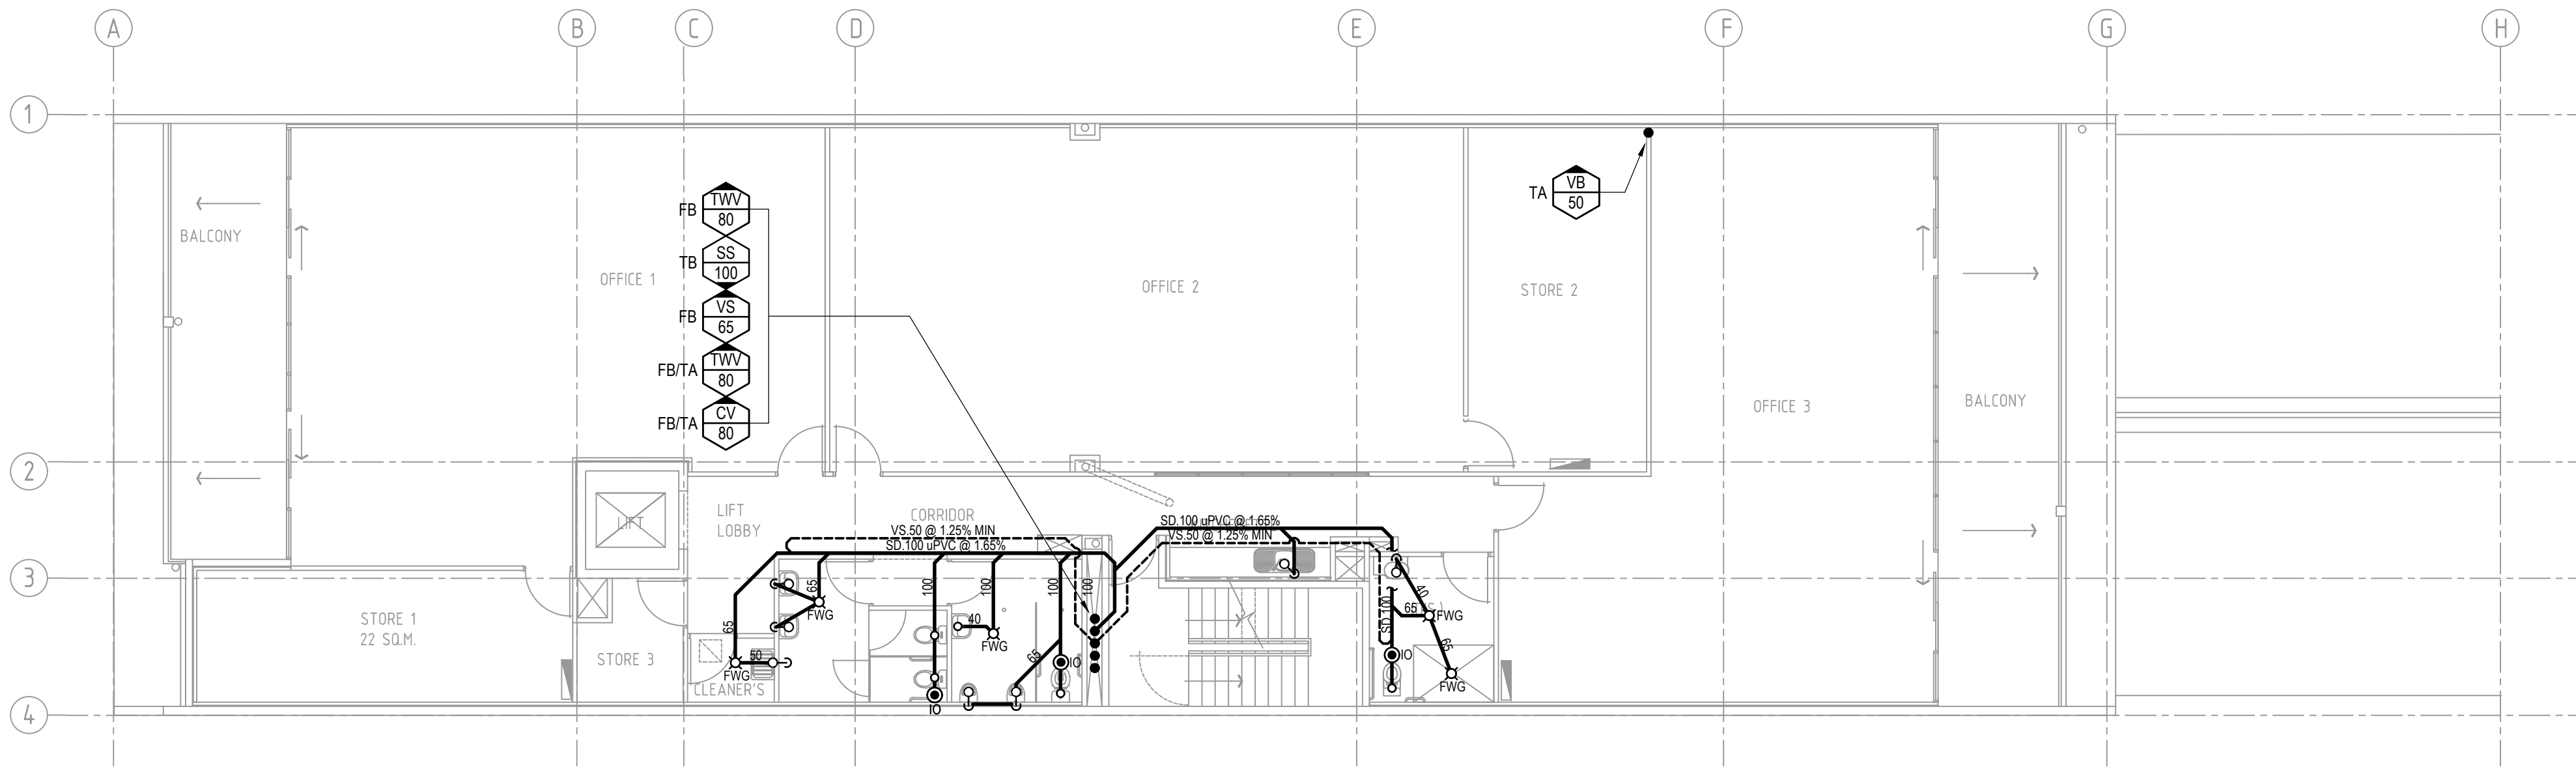 A
B
C
D
E
F
G
H
1
2
3
4
BALCONY
OFFICE 1
OFFICE 2
STORE 2
OFFICE 3
BALCONY
FB
TWV
80
TB
SS
100
FB
VS
65
FB/TA
TWV
80
FB/TA
CV
80
TA
VB
50
LIFT
LIFT
LOBBY
CORRIDOR
VS.50 @ 1.25% MIN
SD.100 uPVC @ 1.65%
SD.100 uPVC @ 1.65%
VS.50 @ 1.25% MIN
STORE 1
22 SQ.M.
STORE 3
CLEANER'S
65
50
FWG
65
FWG
100
IO
100
40
FWG
65
100
IO
100
SD.100
IO
40
65
FWG
65
FWG